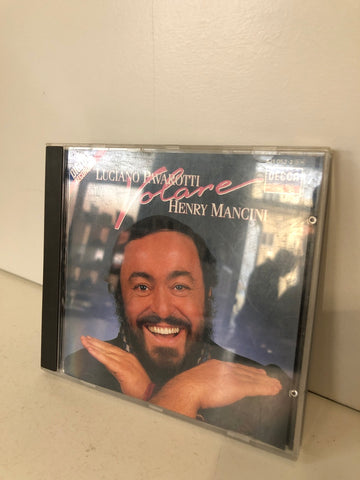 LUCIANO PAVAROTTI
Volare
HENRY MANCINI
DECCA